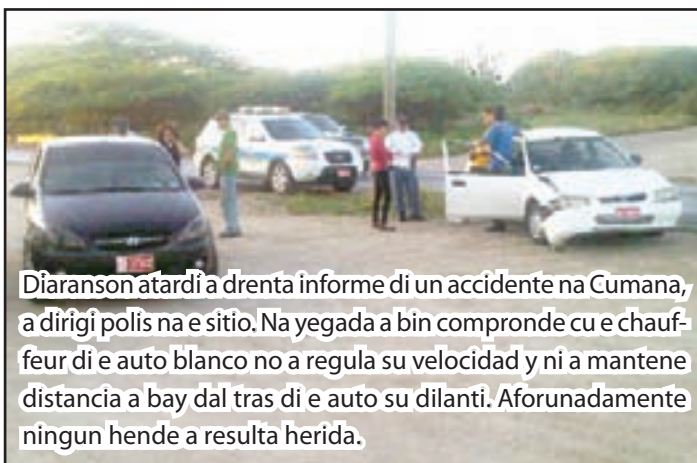 Diaranson atardi a drenta informe di un accidente na Cumana,
a dirigi polis na e sitio. Na yegada a bin compronde cu e chauf-
feur di e auto blanco no a regula su velocidad y ni a mantene
distancia a bay dal tras di e auto su dilanti. Aforunadamente
ningun hende a resulta herida.